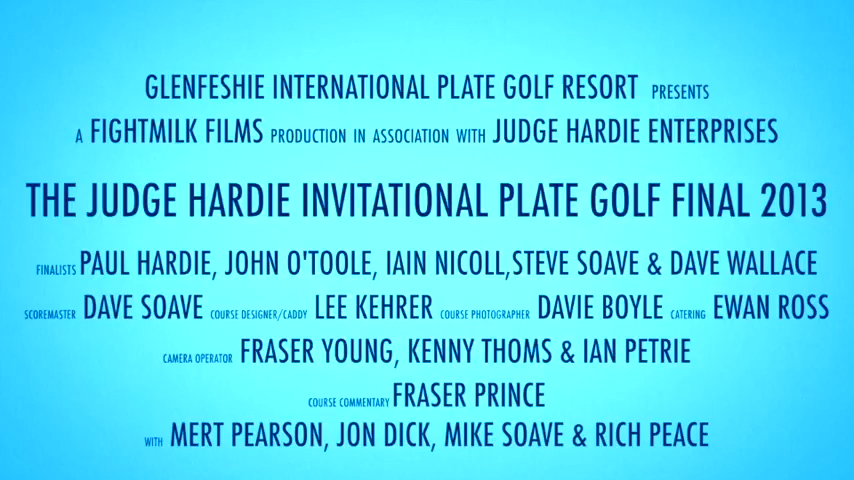 GLENFESHIE INTERNATIONAL PLATE GOLF RESORT PRESENTS
A FIGHTMILK FILMS PRODUCTION IN ASSOCIATION WITH JUDGE HARDIE ENTERPRISES
THE JUDGE HARDIE INVITATIONAL PLATE GOLF FINAL 2013
FINALISTS PAUL HARDIE, JOHN O'TOOLE, IAIN NICOLL,STEVE SOAVE & DAVE WALLACE
SCOREMASTER DAVE SOAVE COURSE DESIGNER/CADDY LEE KEHRER COURSE PHOTOGRAPHER DAVIE BOYLE CATERING EWAN ROSS
CAMERA OPERATOR FRASER YOUNG, KENNY THOMS & IAN PETRIE
COURSE COMMENTARY FRASER PRINCE
WITH MERT PEARSON, JON DICK, MIKE SOAVE & RICH PEACE